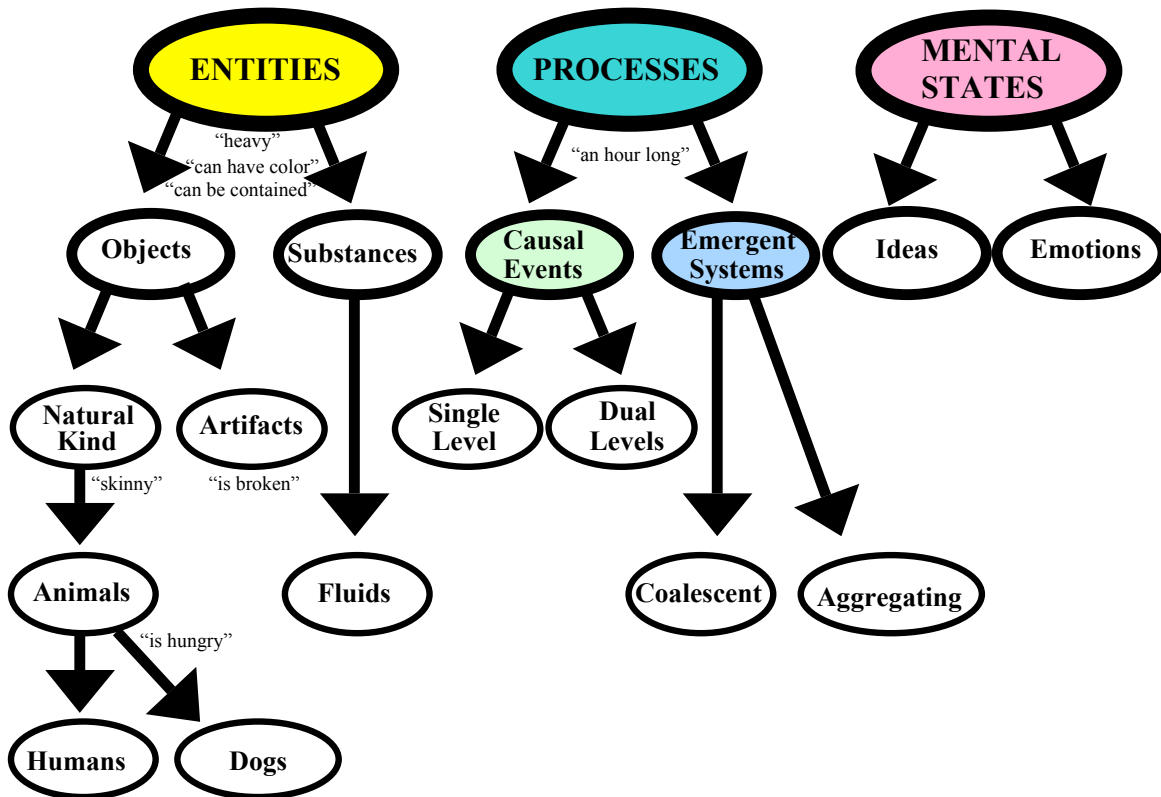 ENTITIES
PROCESSES
MENTAL
STATES
“heavy”
“can have color”
“can be contained”
“an hour long”
Objects
Substances
Causal
Events
Emergent
Systems
Ideas
Emotions
Natural
Kind
Artifacts
Single
Level
Dual
Levels
“skinny”
“is broken”
Animals
Fluids
Coalescent
Aggregating
“is hungry”
Humans
Dogs